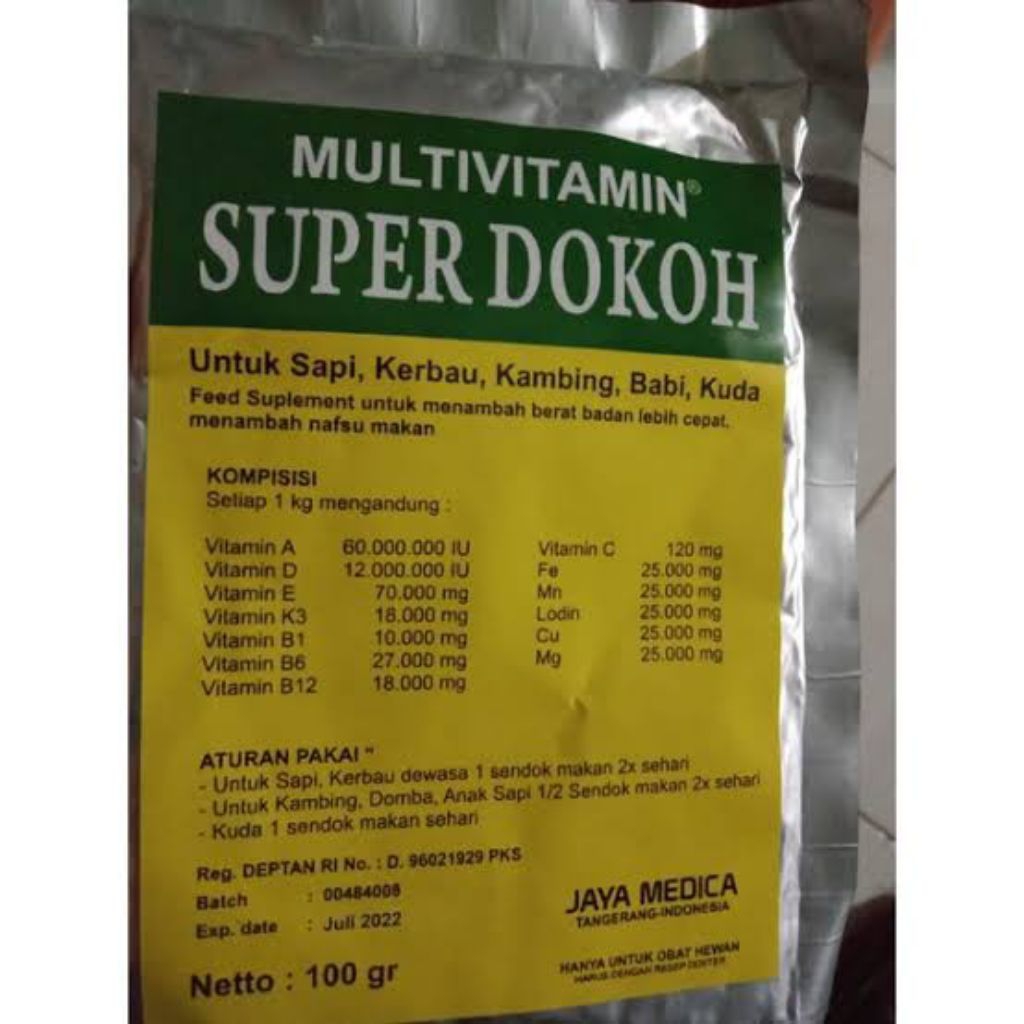 MULTIVITAMIN®
SUPER DOKOH
Untuk Sapi, Kerbau, Kambing, Babi, Kuda
Feed Suplement untuk menambah berat badan lebih cepat,
menambah nafsu makan
KOMPISISI
Setiap 1 kg mengandung :
Vitamin A 60.000.000 IU
Vitamin D 12.000.000 IU
Vitamin E 70.000 mg
Vitamin K3 18.000 mg
Vitamin B1 10.000 mg
Vitamin B6 27.000 mg
Vitamin B12 18.000 mg
Vitamin C 120 mg
Fe 25.000 mg
Mn 25.000 mg
Lodin 25.000 mg
Cu 25.000 mg
Mg 25.000 mg
ATURAN PAKAI "
- Untuk Sapi, Kerbau dewasa 1 sendok makan 2x sehari
- Untuk Kambing, Domba, Anak Sapi 1/2 Sendok makan 2x sehari
- Kuda 1 sendok makan sehari
Reg. DEPTAN RI No. : D. 96021929 PKS
Batch : 00484008
Exp. date : Juli 2022
Netto : 100 gr
JAYA MEDICA
TANGERANG-INDONESIA
HANYA UNTUK OBAT HEWAN
HARUS DENGAN RESEP DOKTER